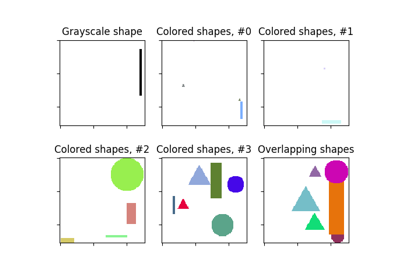 Grayscale shape
Colored shapes, #0
Colored shapes, #1
Colored shapes, #2
Colored shapes, #3
Overlapping shapes